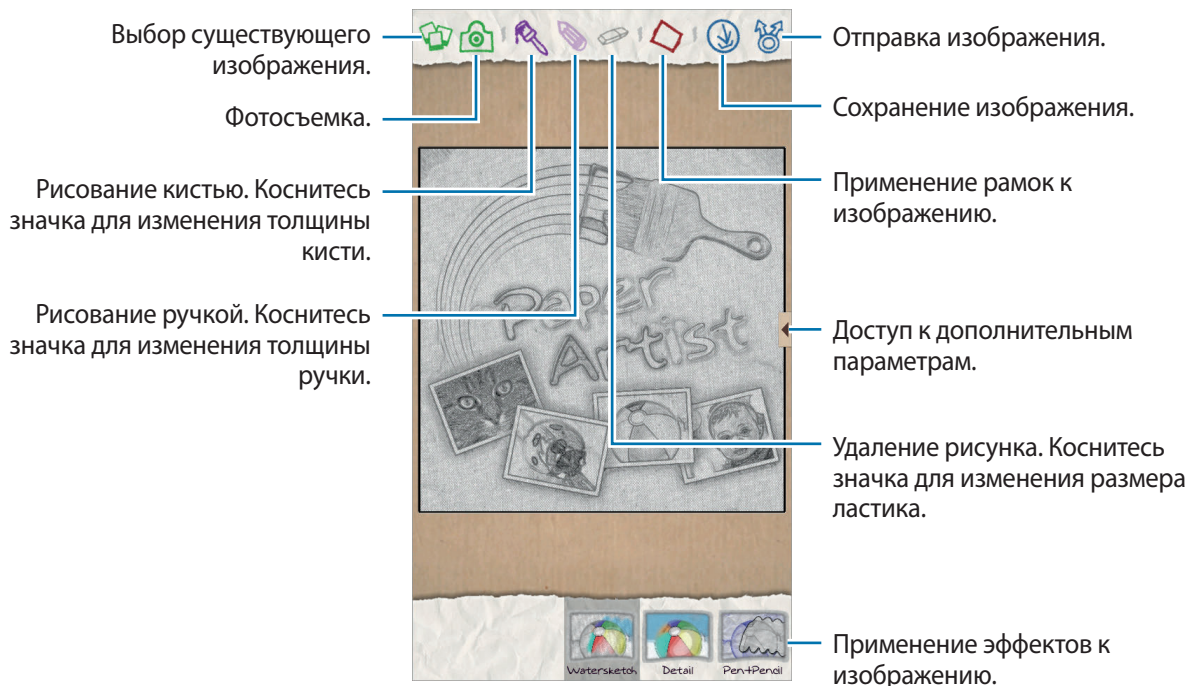 Выбор существующего
изображения.
Фотосъемка.
Рисование кистью. Коснитесь
значка для изменения толщины
кисти.
Рисование ручкой. Коснитесь
значка для изменения толщины
ручки.
Paper
Artist
Watersketch
Detail
Pen+Pencil
Отправка изображения.
Сохранение изображения.
Применение рамок к
изображению.
Доступ к дополнительным
параметрам.
Удаление рисунка. Коснитесь
значка для изменения размера
ластика.
Применение эффектов к
изображению.